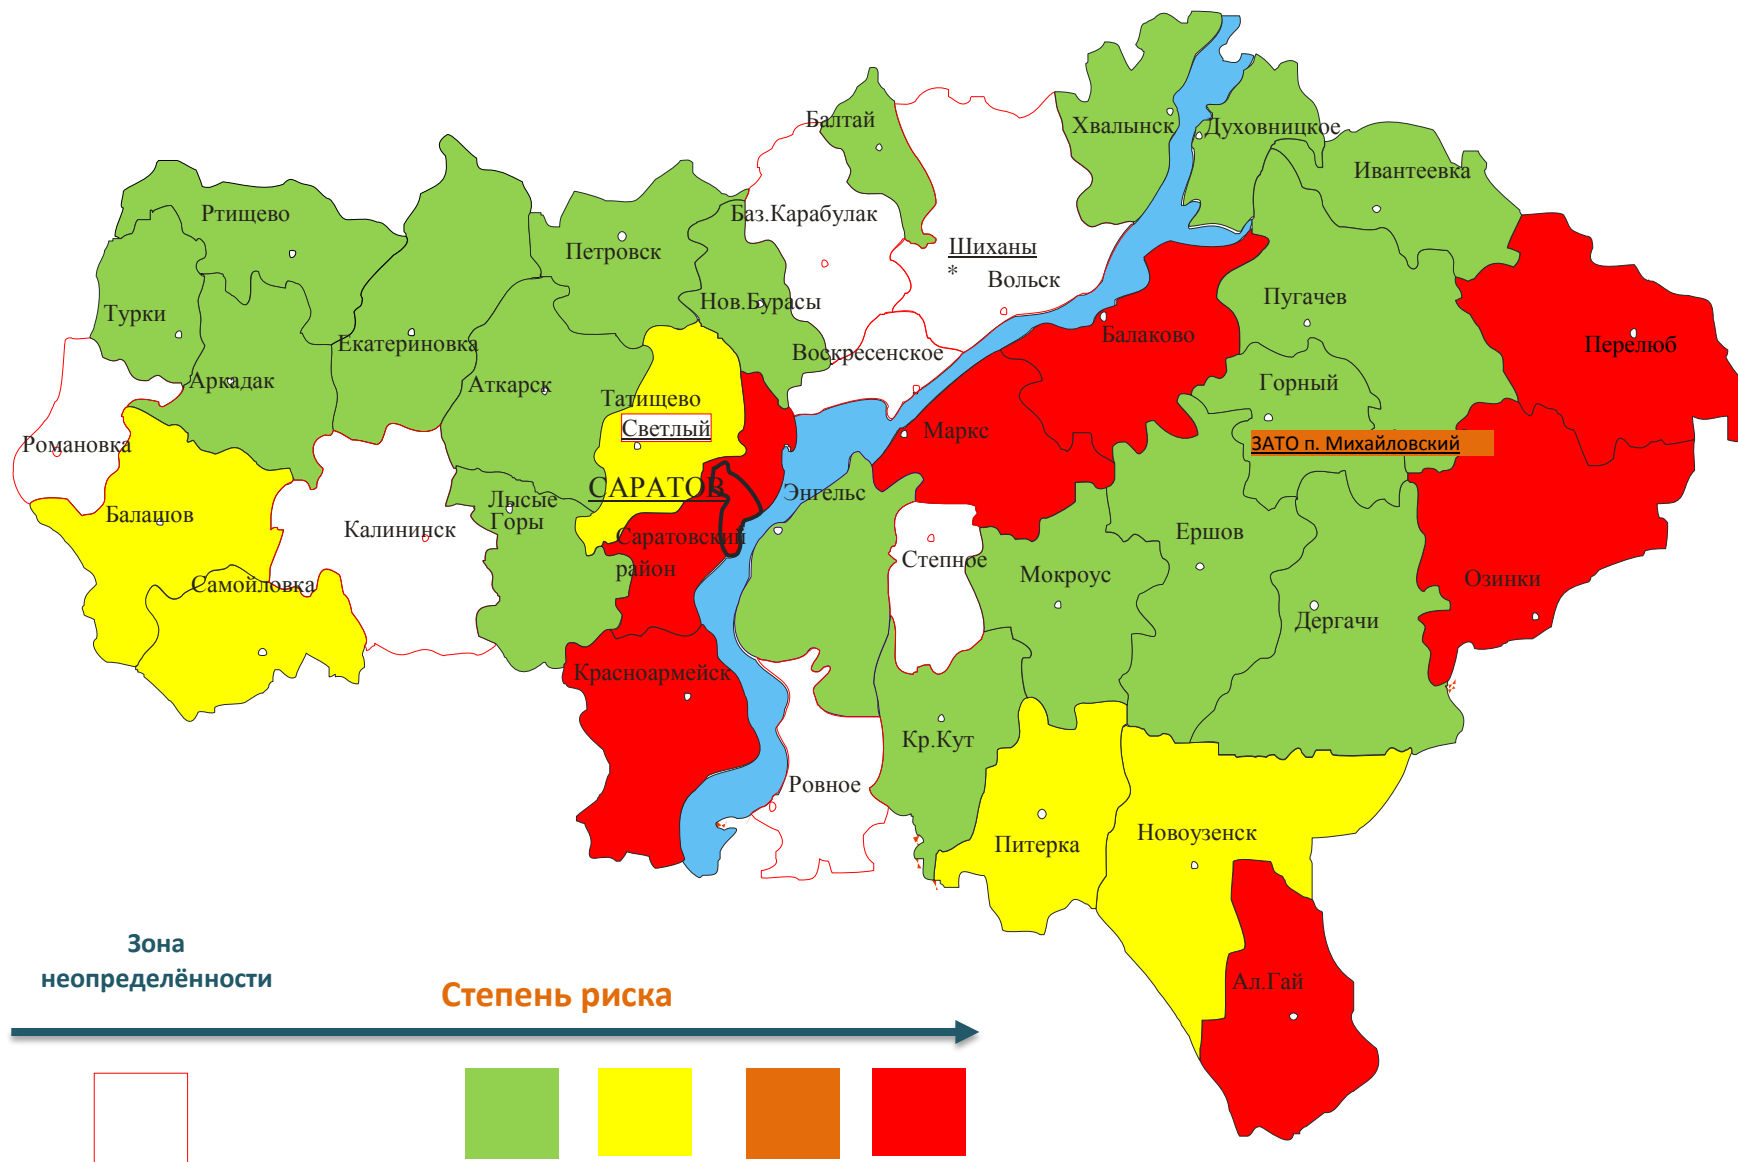 Балтай
Хвалынск
Духовницкое
Ивантеевка
Ртищево
Баз.Карабулак
Петровск
Шиханы
*
Вольск
Турки
Нов.Бурасы
Пугачев
Екатериновка
Воскресенское
Балаково
Перелюб
Аркадак
Аткарск
Горный
Татищево
Светлый
Маркс
ЗАТО п. Михайловский
Романовка
САРАТОВ
Энгельс
Лысые
Горы
Балашов
Калининск
Саратовский
район
Степное
Ершов
Мокроус
Озинки
Самойловка
Дергачи
Красноармейск
Кр.Кут
Ровное
Питерка
Новоузенск
Ал.Гай
Зона
неопределённости
Степень риска